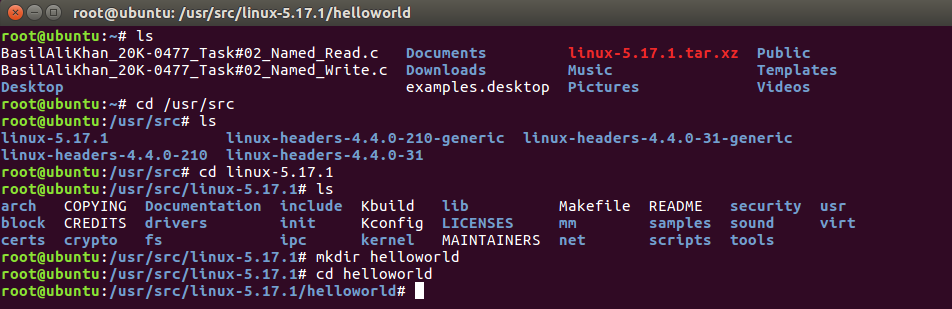 root@ubuntu: /usr/src/linux-5.17.1/helloworld
root@ubuntu:~# ls
BasilAliKhan_20K-0477_Task#02_Named_Read.c Documents linux-5.17.1.tar.xz Public
BasilAliKhan_20K-0477_Task#02_Named_Write.c Downloads Music Templates
Desktop examples.desktop Pictures Videos
root@ubuntu:~# cd /usr/src
root@ubuntu:/usr/src# ls
linux-5.17.1 linux-headers-4.4.0-210-generic linux-headers-4.4.0-31-generic
linux-headers-4.4.0-210 linux-headers-4.4.0-31
root@ubuntu:/usr/src# cd linux-5.17.1
root@ubuntu:/usr/src/linux-5.17.1# ls
arch COPYING Documentation include Kbuild lib Makefile README security usr
block CREDITS drivers init Kconfig LICENSES mm samples sound virt
certs crypto fs ipc kernel MAINTAINERS net scripts tools
root@ubuntu:/usr/src/linux-5.17.1# mkdir helloworld
root@ubuntu:/usr/src/linux-5.17.1# cd helloworld
root@ubuntu:/usr/src/linux-5.17.1/helloworld#